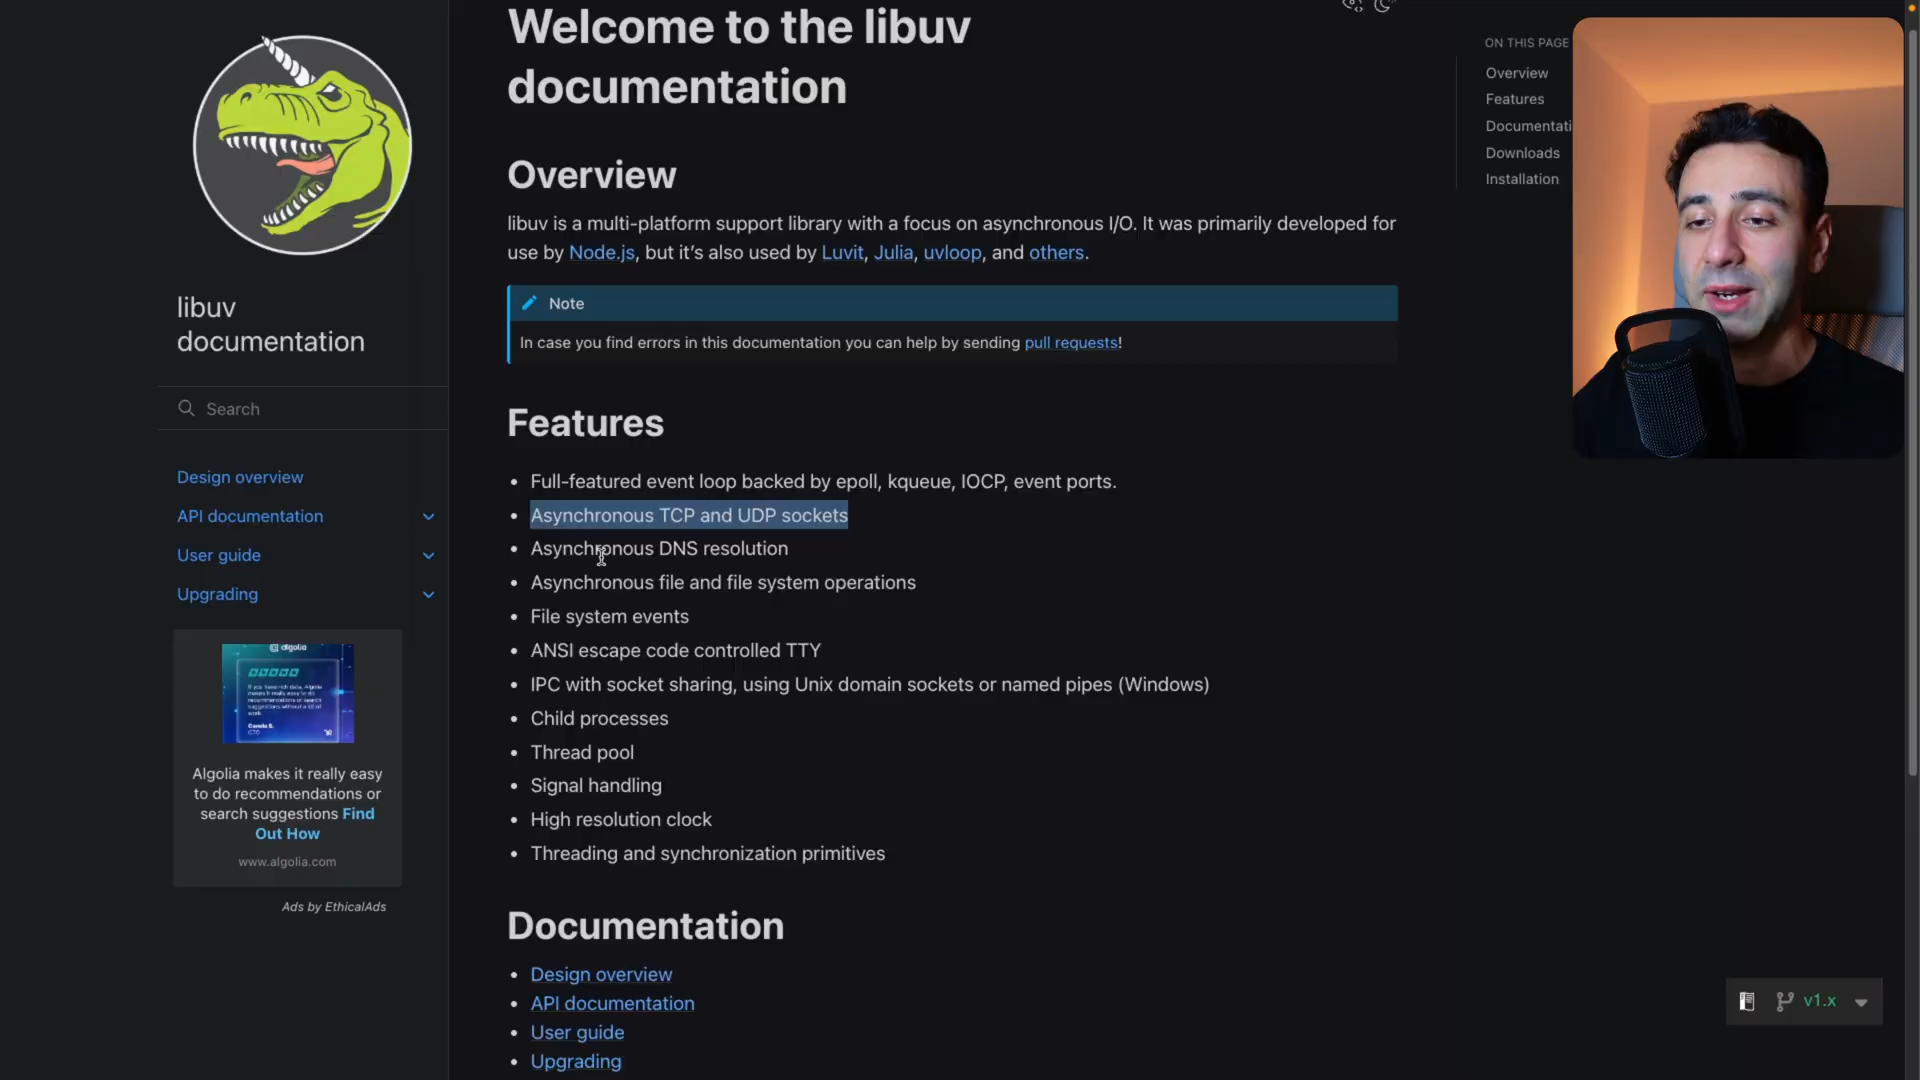 Welcome to the libuv
documentation
ON THIS PAGE
Overview
Features
Documentati
Downloads
Installation
Overview
libuv is a multi-platform support library with a focus on asynchronous I/O. It was primarily developed for
use by Node.js, but it’s also used by Luvit, Julia, uvloop, and others.
Note
In case you find errors in this documentation you can help by sending pull requests!
libuv
documentation
Search
Design overview
API documentation
User guide
Upgrading
Features
• Full-featured event loop backed by epoll, kqueue, IOCP, event ports.
• Asynchronous TCP and UDP sockets
• Asynchronous DNS resolution
• Asynchronous file and file system operations
• File system events
• ANSI escape code controlled TTY
• IPC with socket sharing, using Unix domain sockets or named pipes (Windows)
• Child processes
• Thread pool
• Signal handling
• High resolution clock
• Threading and synchronization primitives
algolia
Algolia makes it really easy
to do recommendations or
search suggestions Find
Out How
www.algolia.com
Ads by EthicalAds
Documentation
• Design overview
• API documentation
• User guide
• Upgrading
v1.x